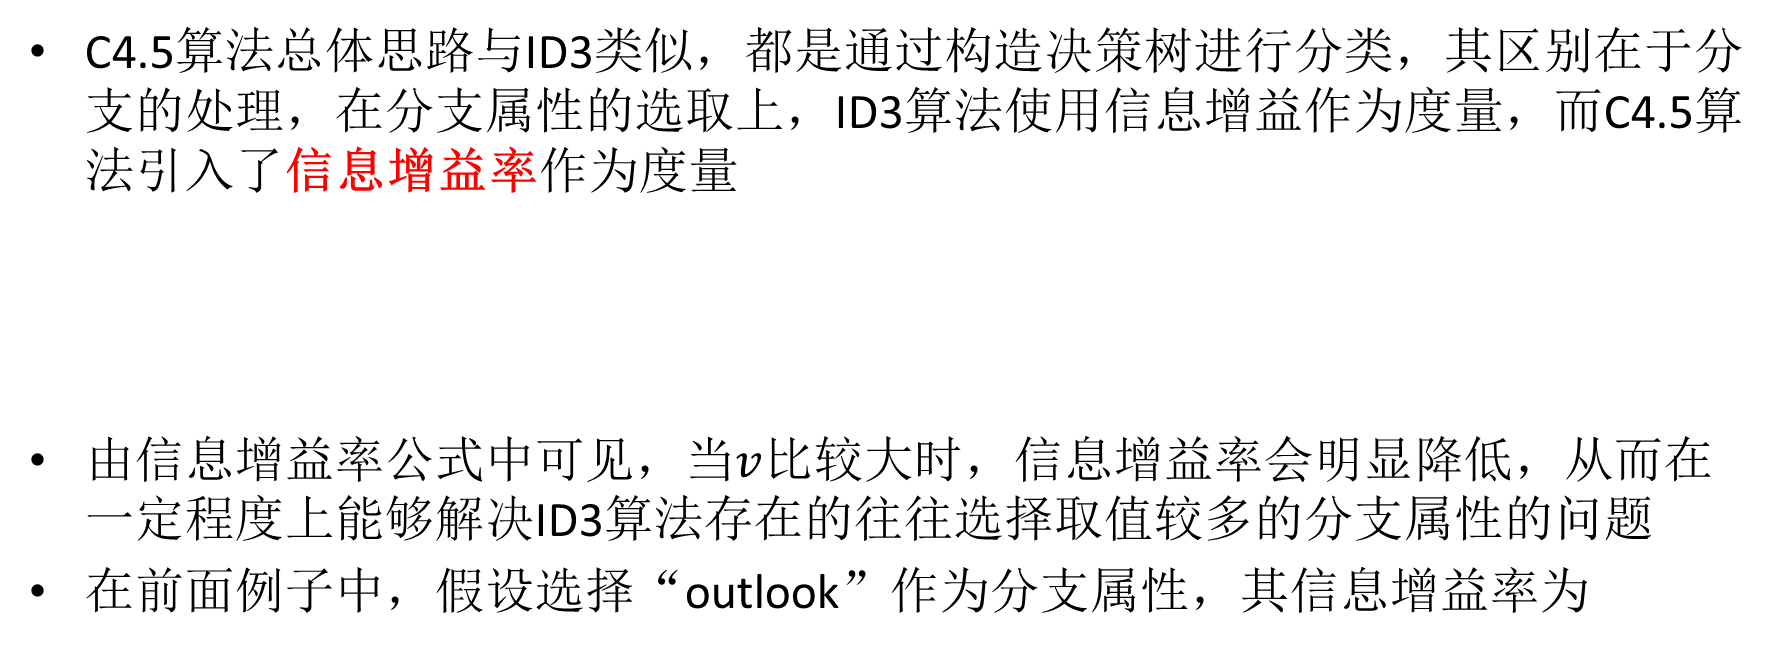 • C4.5算法总体思路与ID3类似，都是通过构造决策树进行分类，其区别在于分
支的处理，在分支属性的选取上，ID3算法使用信息增益作为度量，而C4.5算
法引入了信息增益率作为度量
• 由信息增益率公式中可见，当v比较大时，信息增益率会明显降低，从而在
一定程度上能够解决ID3算法存在的往往选择取值较多的分支属性的问题
• 在前面例子中，假设选择“outlook”作为分支属性，其信息增益率为